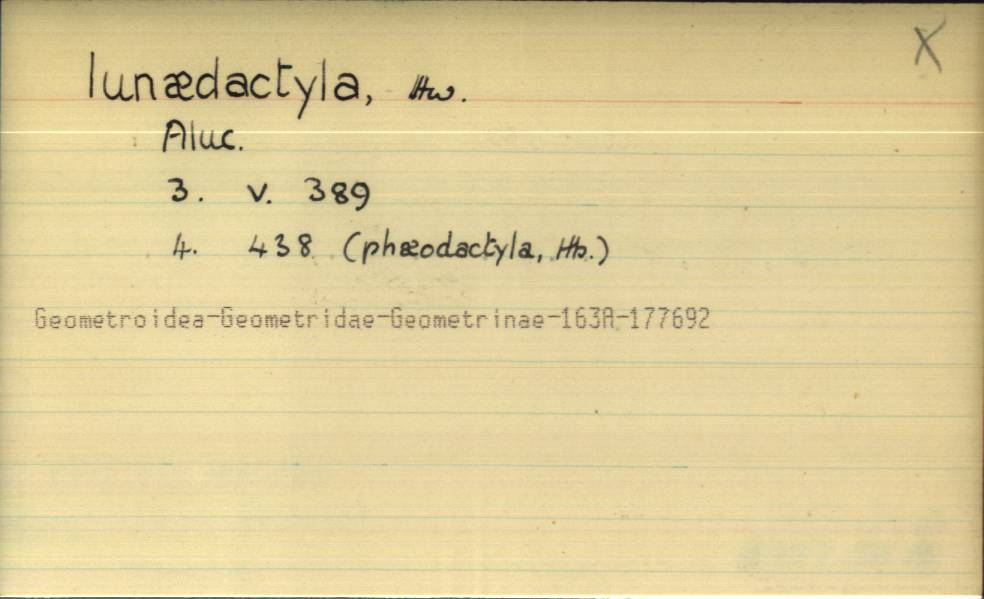 X
lunædactyla, Hw.
Aluc.
3. v. 389
4. 438 (phæodactyla, Hb.)
Geometroidea-Geometridae-Geometrinae-163A-177692